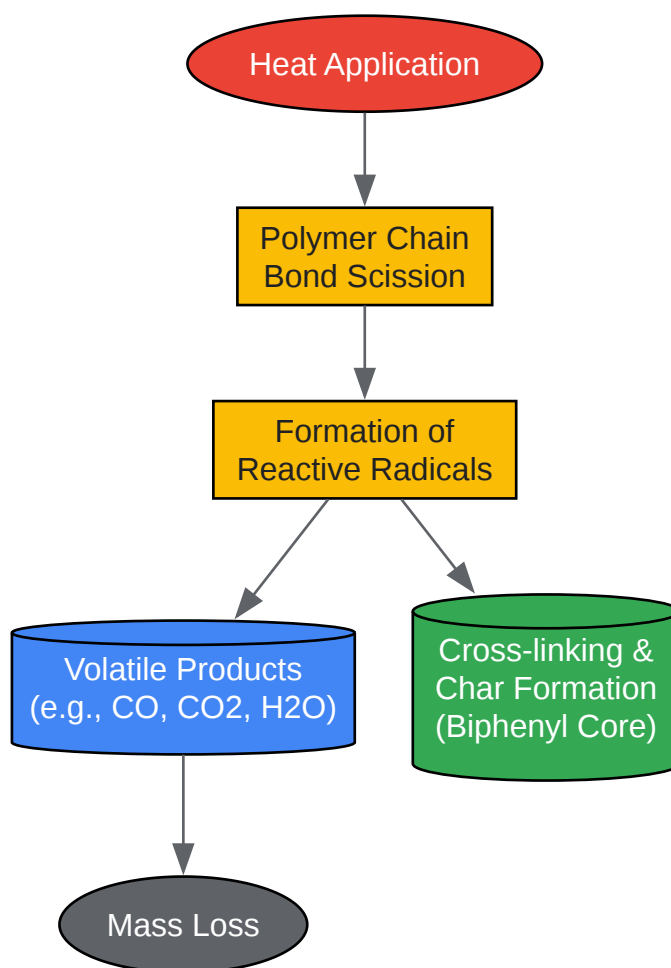 Heat Application
Polymer Chain
Bond Scission
Formation of
Reactive Radicals
Volatile Products
(e.g., CO, CO2, H2O)
Cross-linking &
Char Formation
(Biphenyl Core)
Mass Loss